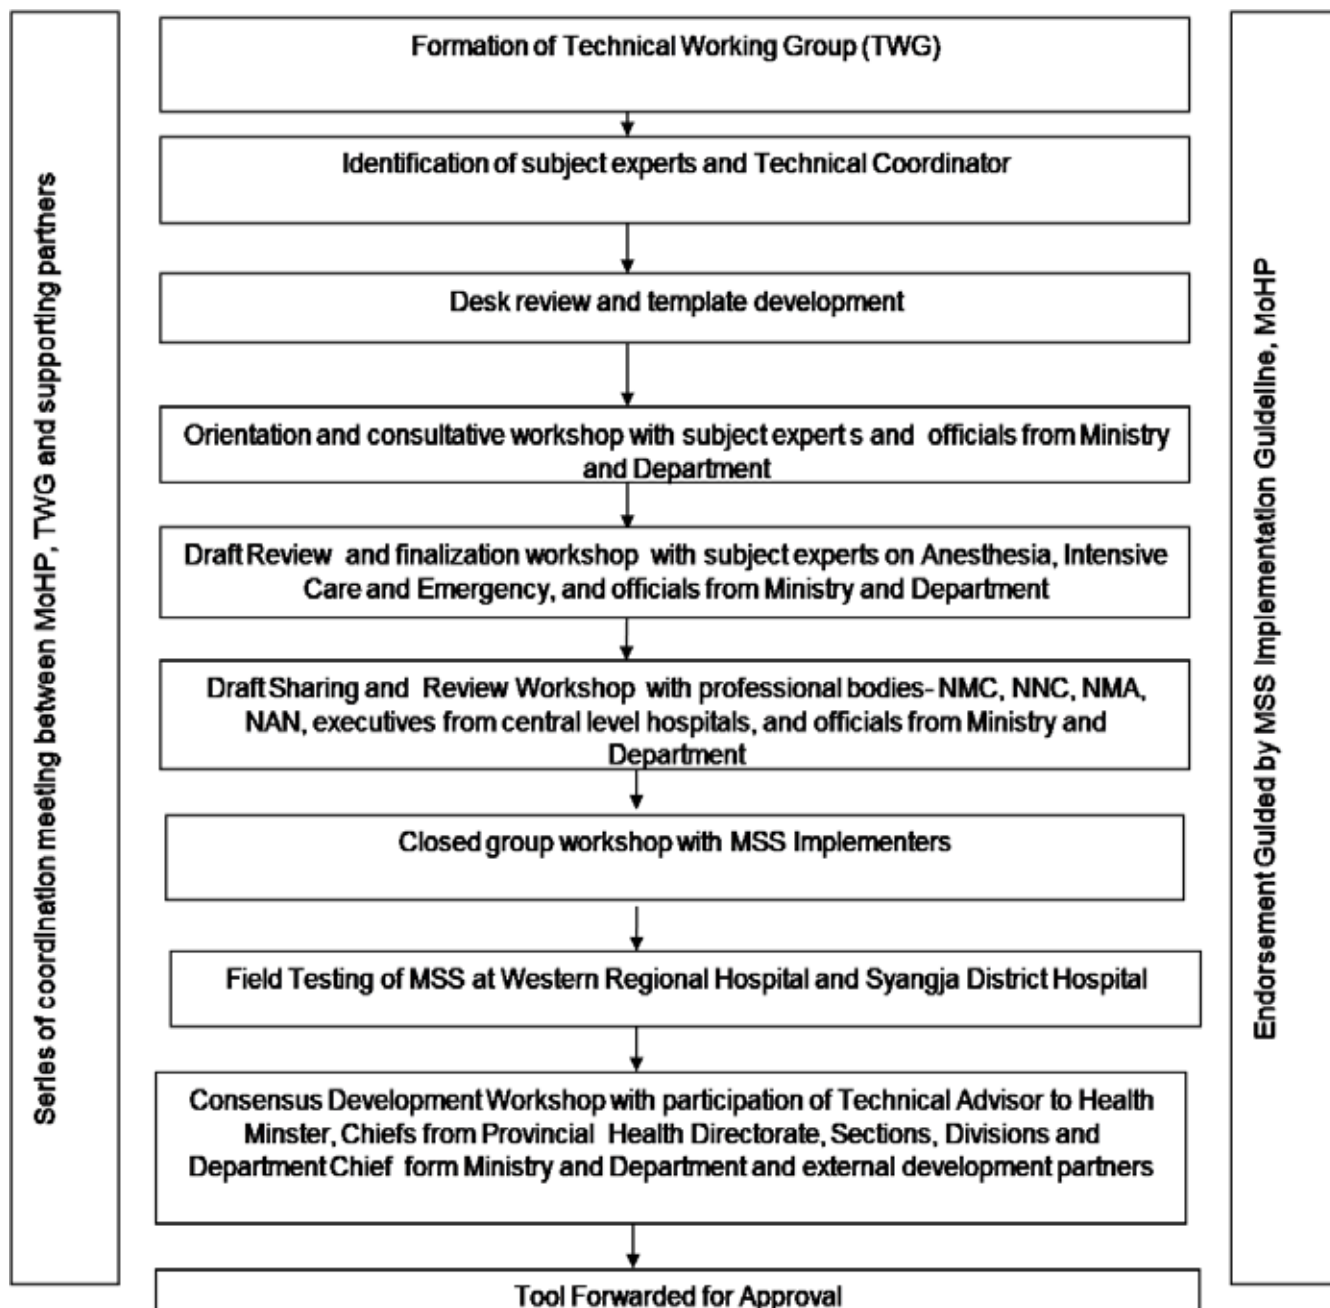 Series of coordination meeting between MoHP, TWG and supporting partners
Formation of Technical Working Group (TWG)
Identification of subject experts and Technical Coordinator
Desk review and template development
Orientation and consultative workshop with subject expert s and officials from Ministry
and Department
Draft Review and finalization workshop with subject experts on Anesthesia, Intensive
Care and Emergency, and officials from Ministry and Department
Draft Sharing and Review Workshop with professional bodies- NMC, NNC, NMA,
NAN, executives from central level hospitals, and officials from Ministry and
Department
Closed group workshop with MSS Implementers
Field Testing of MSS at Western Regional Hospital and Syangja District Hospital
Consensus Development Workshop with participation of Technical Advisor to Health
Minster, Chiefs from Provincial Health Directorate, Sections, Divisions and
Department Chief form Ministry and Department and external development partners
Tool Forwarded for Approval
Endorsement Guided by MSS Implementation Guideline, MoHP